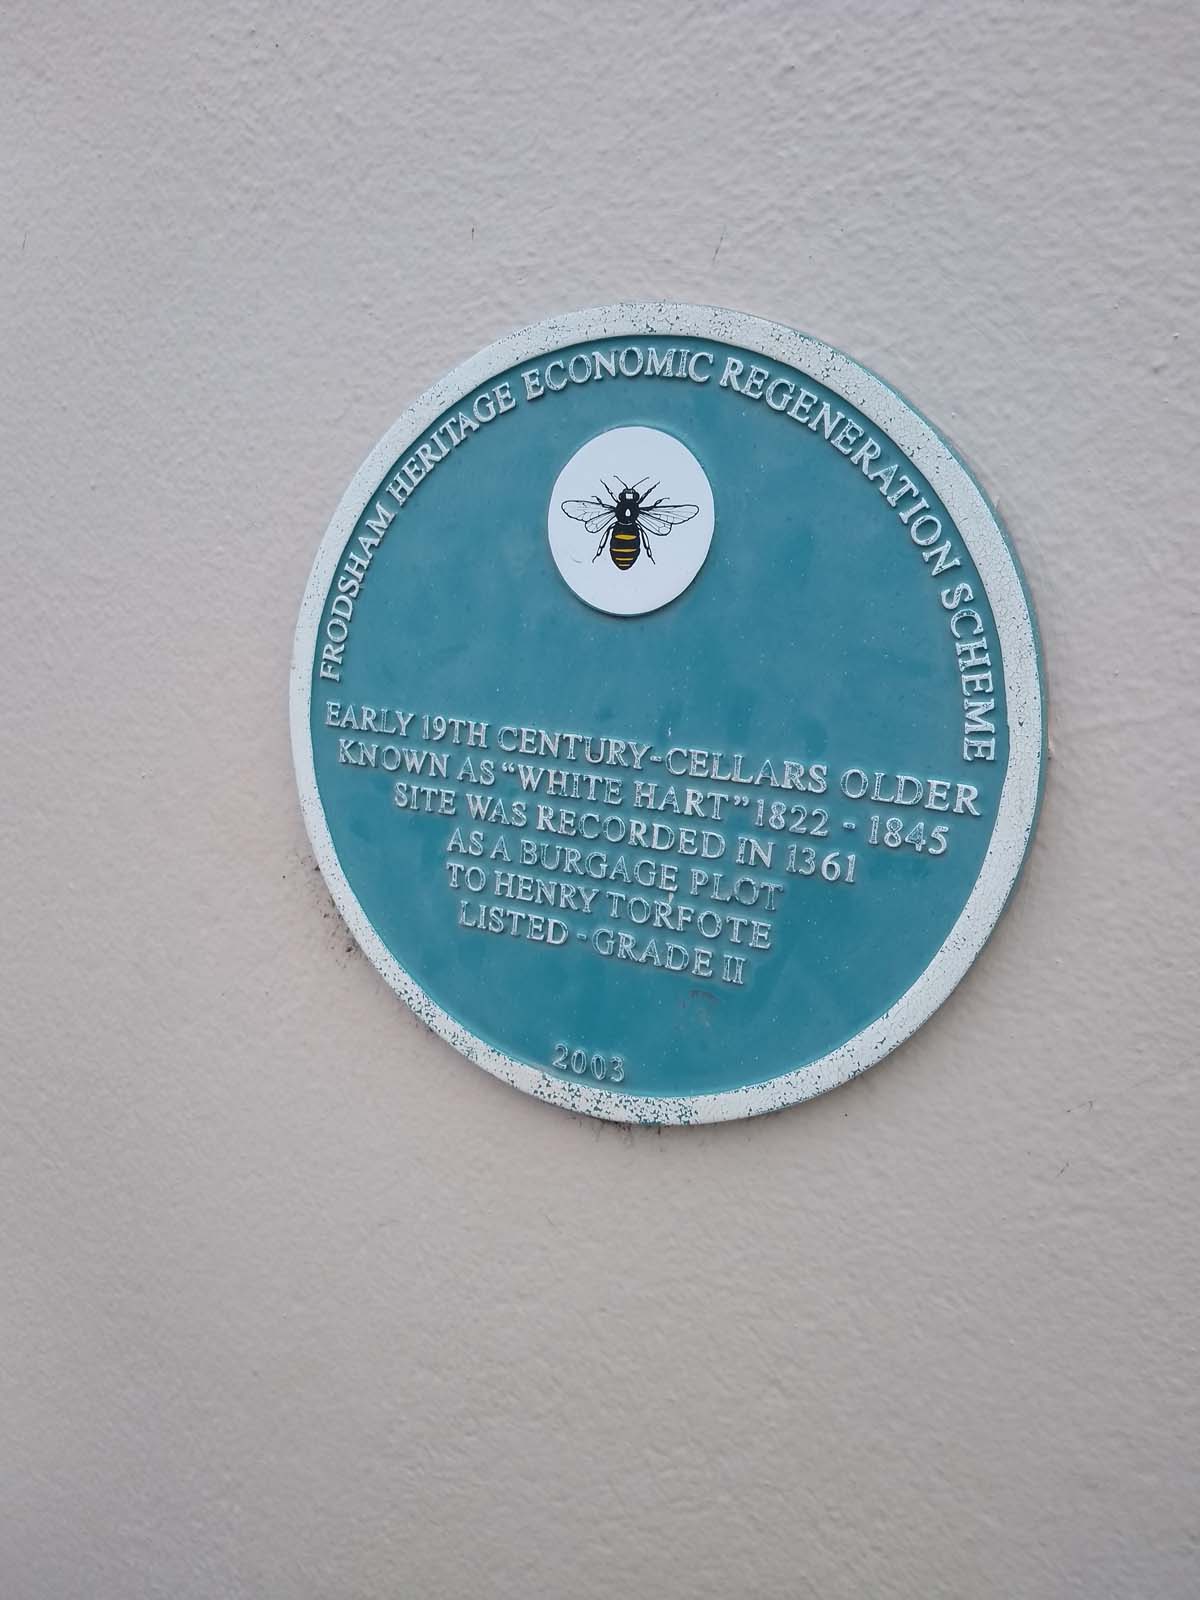 FRODSHAM HERITAGE ECONOMIC REGENERATION SCHEME
EARLY 19TH CENTURY-CELLARS OLDER
KNOWN AS "WHITE HART" 1822 - 1845
SITE WAS RECORDED IN 1361
AS A BURGAGE PLOT
TO HENRY TORFOTE
LISTED - GRADE II
2003